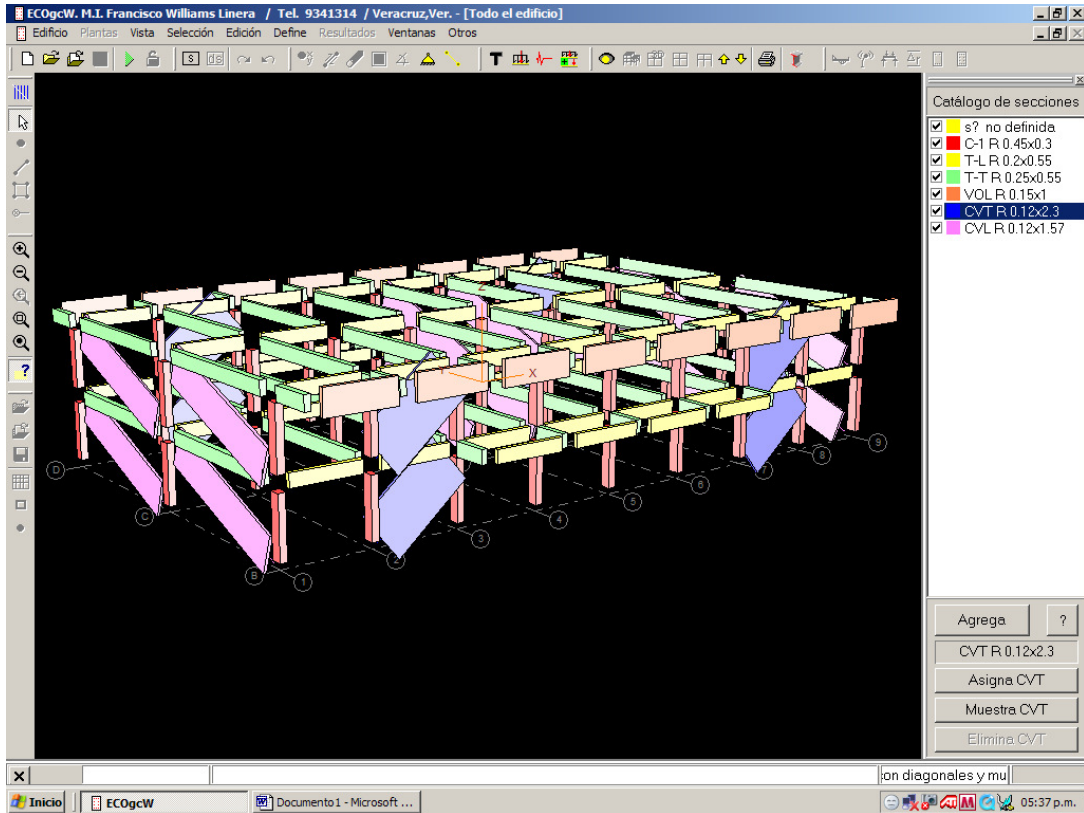 ECOgcW. M.I. Francisco Williams Linera / Tel. 9341314 / Veracruz,Ver. - [Todo el edificio]
Edificio Plantas Vista Selección Edición Define Resultados Ventanas Otros
Catálogo de secciones
s? no definida
C-1 R 0.45x0.3
T-L R 0.2x0.55
T-T R 0.25x0.55
VOL R 0.15x1
CVT R 0.12x2.3
CVL R 0.12x1.57
Z
Y X
D
C
B
1
2
3
4
5
6
7
8
9
Agrega ?
CVT R 0.12x2.3
Asigna CVT
Muestra CVT
Elimina CVT
on diagonales y mu
Inicio ECOgcW Documento1 - Microsoft ... 05:37 p.m.